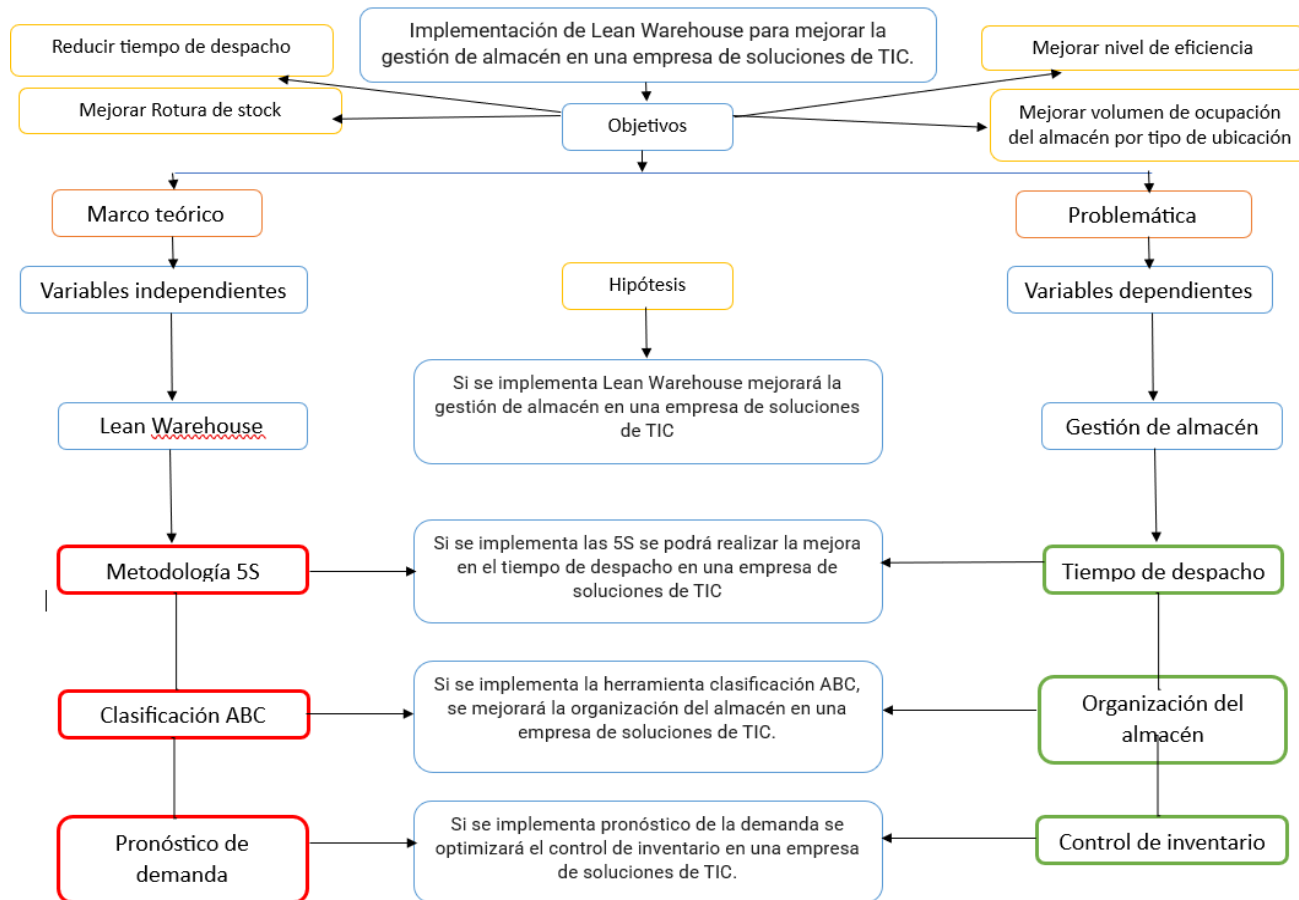 Implementación de Lean Warehouse para mejorar la
gestión de almacén en una empresa de soluciones de TIC.
Reducir tiempo de despacho
Mejorar Rotura de stock
Objetivos
Mejorar nivel de eficiencia
Mejorar volumen de ocupación
del almacén por tipo de ubicación
Marco teórico
Problemática
Variables independientes
Hipótesis
Variables dependientes
Lean Warehouse
Si se implementa Lean Warehouse mejorará la
gestión de almacén en una empresa de soluciones
de TIC
Gestión de almacén
Metodología 5S
Si se implementa las 5S se podrá realizar la mejora
en el tiempo de despacho en una empresa de
soluciones de TIC
Tiempo de despacho
Clasificación ABC
Si se implementa la herramienta clasificación ABC,
se mejorará la organización del almacén en una
empresa de soluciones de TIC.
Organización del
almacén
Pronóstico de
demanda
Si se implementa pronóstico de la demanda se
optimizará el control de inventario en una empresa
de soluciones de TIC.
Control de inventario